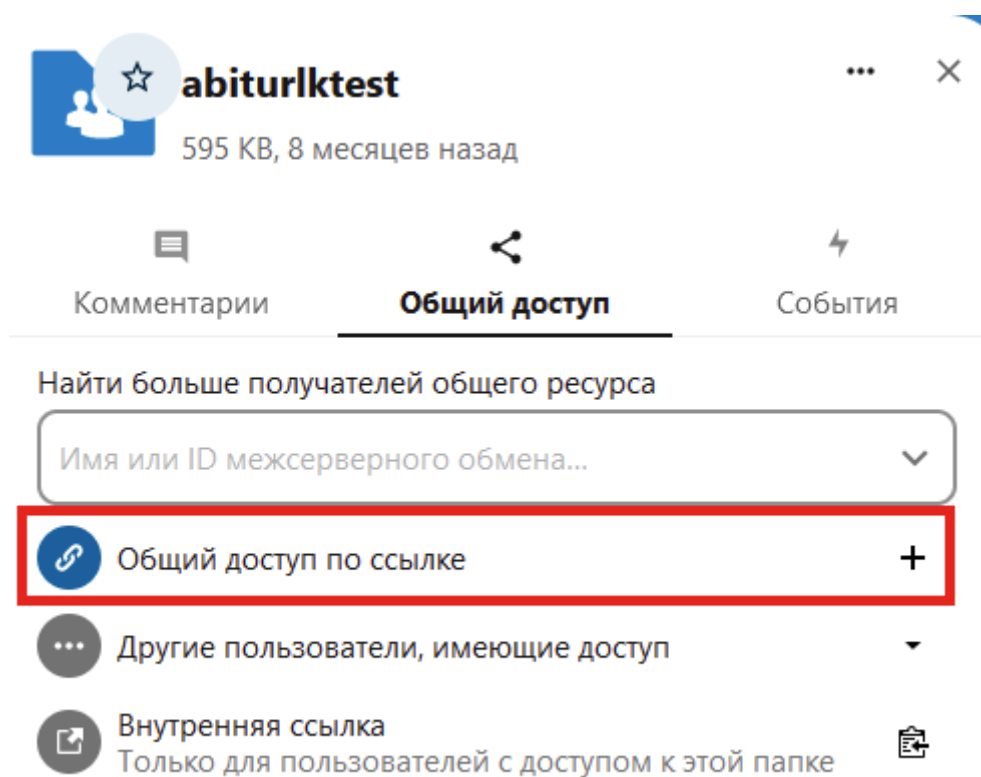 abiturlktest
595 KB, 8 месяцев назад
Комментарии
Общий доступ
События
Найти больше получателей общего ресурса
Имя или ID межсерверного обмена...
Общий доступ по ссылке
Другие пользователи, имеющие доступ
Внутренняя ссылка
Только для пользователей с доступом к этой папке